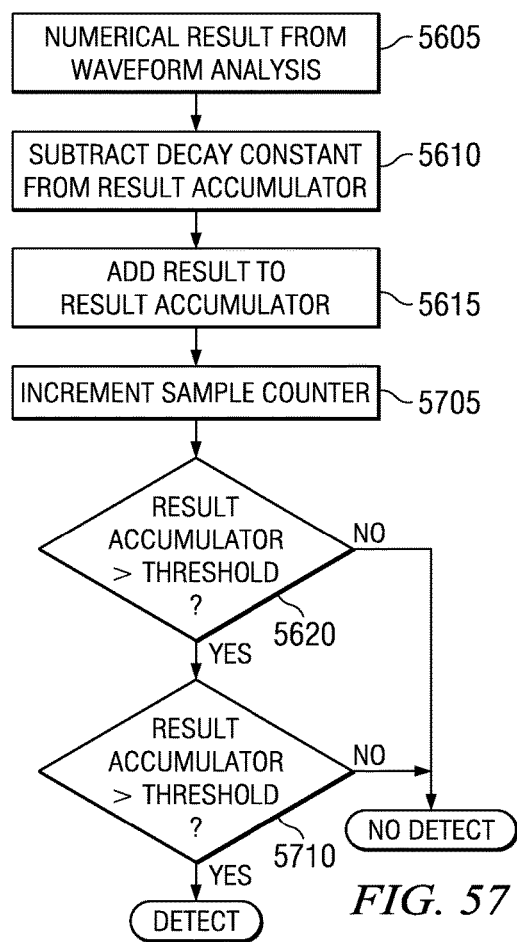 NUMERICAL RESULT FROM
WAVEFORM ANALYSIS
5605
SUBTRACT DECAY CONSTANT
FROM RESULT ACCUMULATOR
5610
ADD RESULT TO
RESULT ACCUMULATOR
5615
INCREMENT SAMPLE COUNTER
5705
RESULT
ACCUMULATOR
> THRESHOLD
?
NO
5620
YES
RESULT
ACCUMULATOR
> THRESHOLD
?
NO
5710
YES
NO DETECT
DETECT
FIG. 57